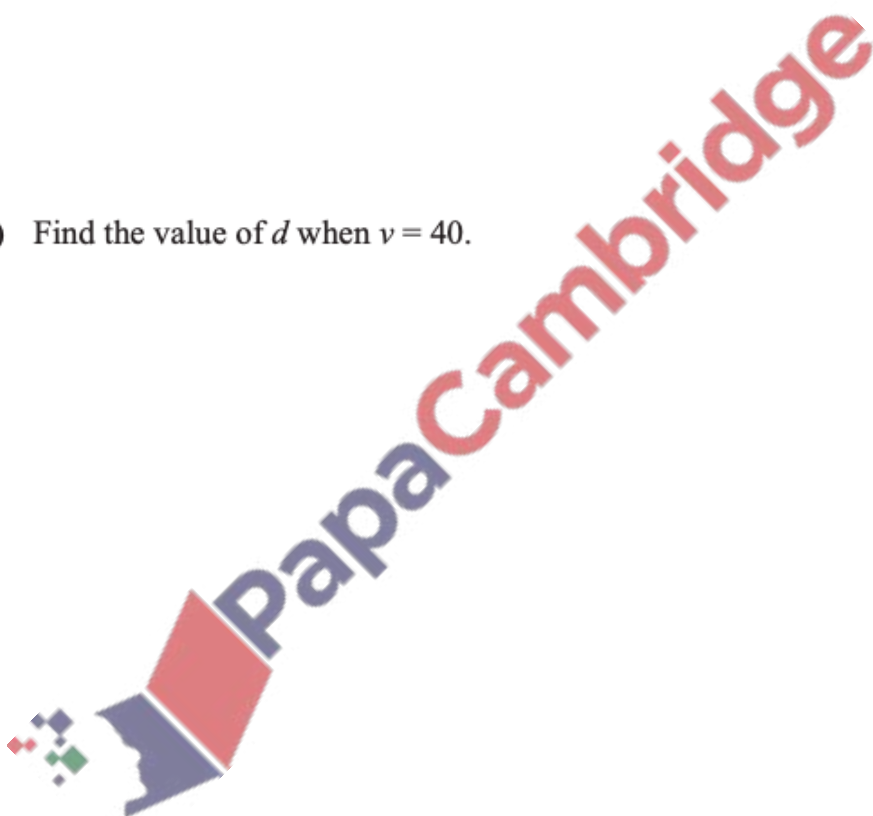 ) Find the value of d when v = 40.
PapaCambridge